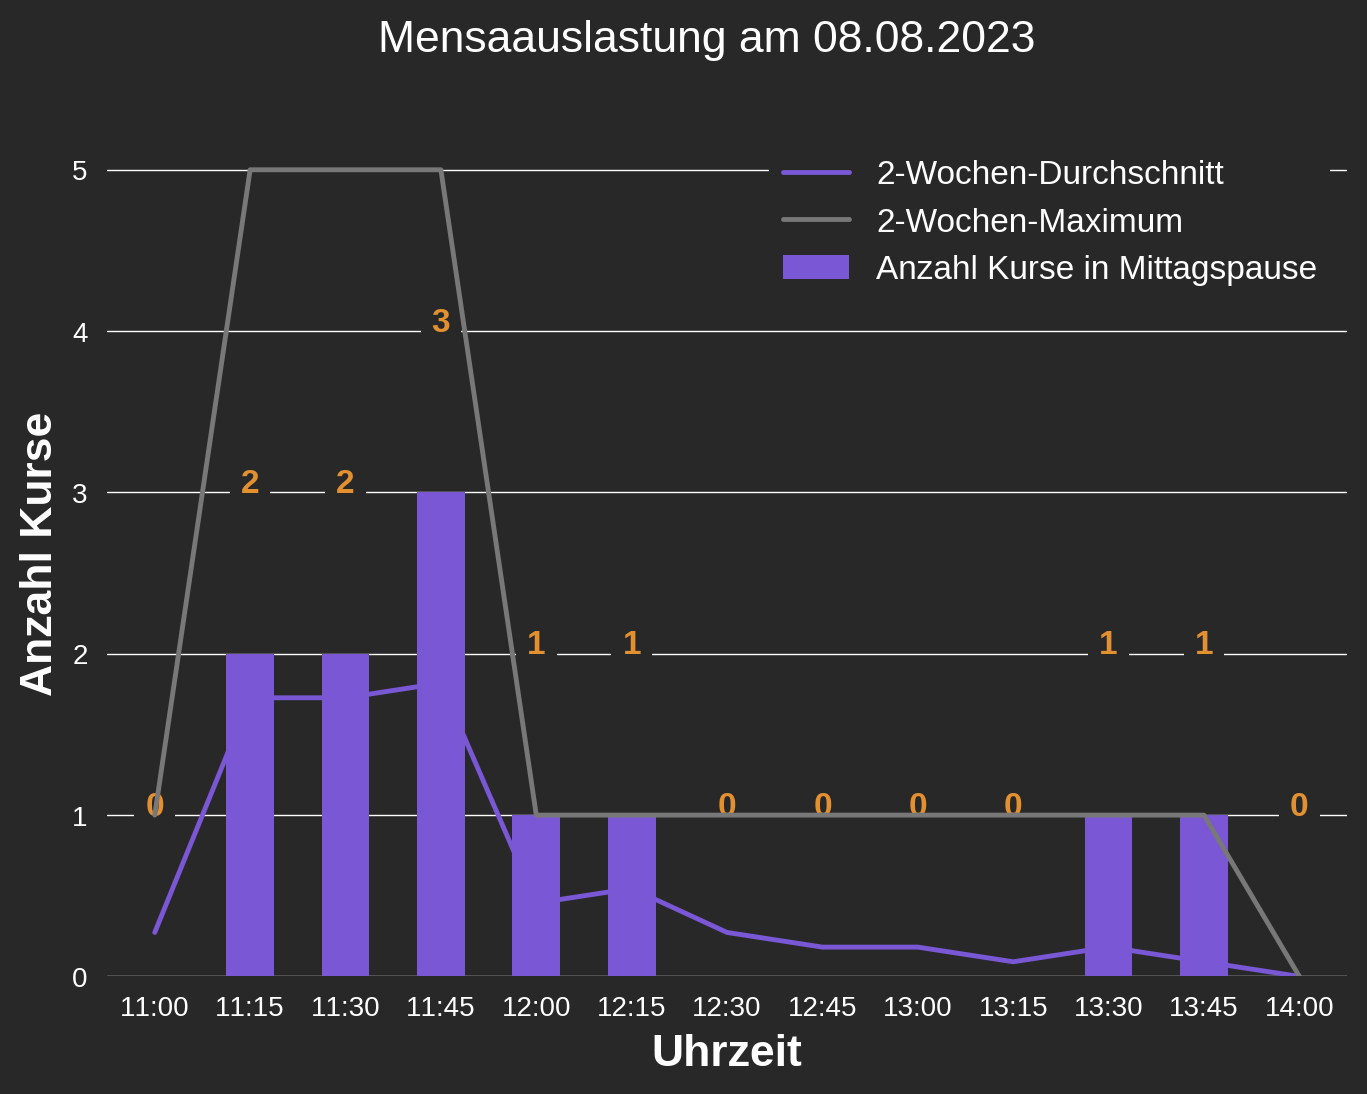 Mensaauslastung am 08.08.2023
2-Wochen-Durchschnitt
2-Wochen-Maximum
Anzahl Kurse in Mittagspause
Anzahl Kurse
5
4
3
2
1
0
0
2
2
3
1
1
0
0
0
0
1
1
0
11:00 11:15 11:30 11:45 12:00 12:15 12:30 12:45 13:00 13:15 13:30 13:45 14:00
Uhrzeit